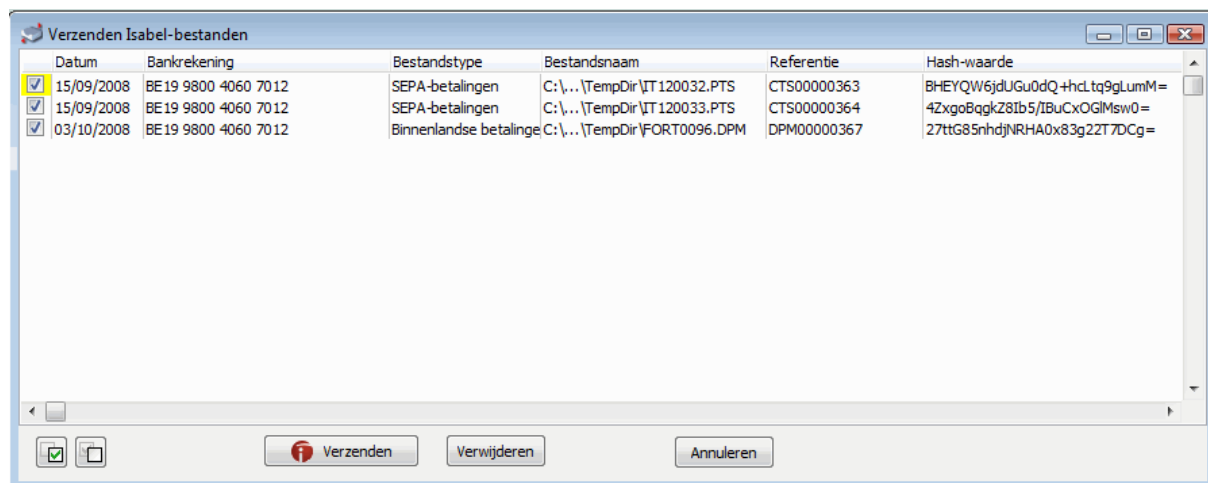 Verzenden Isabel-bestanden
Datum Bankrekening Bestandstype Bestandsnaam Referentie Hash-waarde
15/09/2008 BE19 9800 4060 7012 SEPA-betalingen C:\...\TempDir\IT120032.PTS CTS00000363 BHEYQW6jdUGu0dQ+hcLtq9gLumM=
15/09/2008 BE19 9800 4060 7012 SEPA-betalingen C:\...\TempDir\IT120033.PTS CTS00000364 4ZxgoBqgkZ8Ib5/IBuCxOGlMsw0=
03/10/2008 BE19 9800 4060 7012 Binnenlandse betalinge C:\...\TempDir\FORT0096.DPM DPM00000367 27ttG85nhdjNRHA0x83g22T7DCg=
Verzenden Verwijderen Annuleren